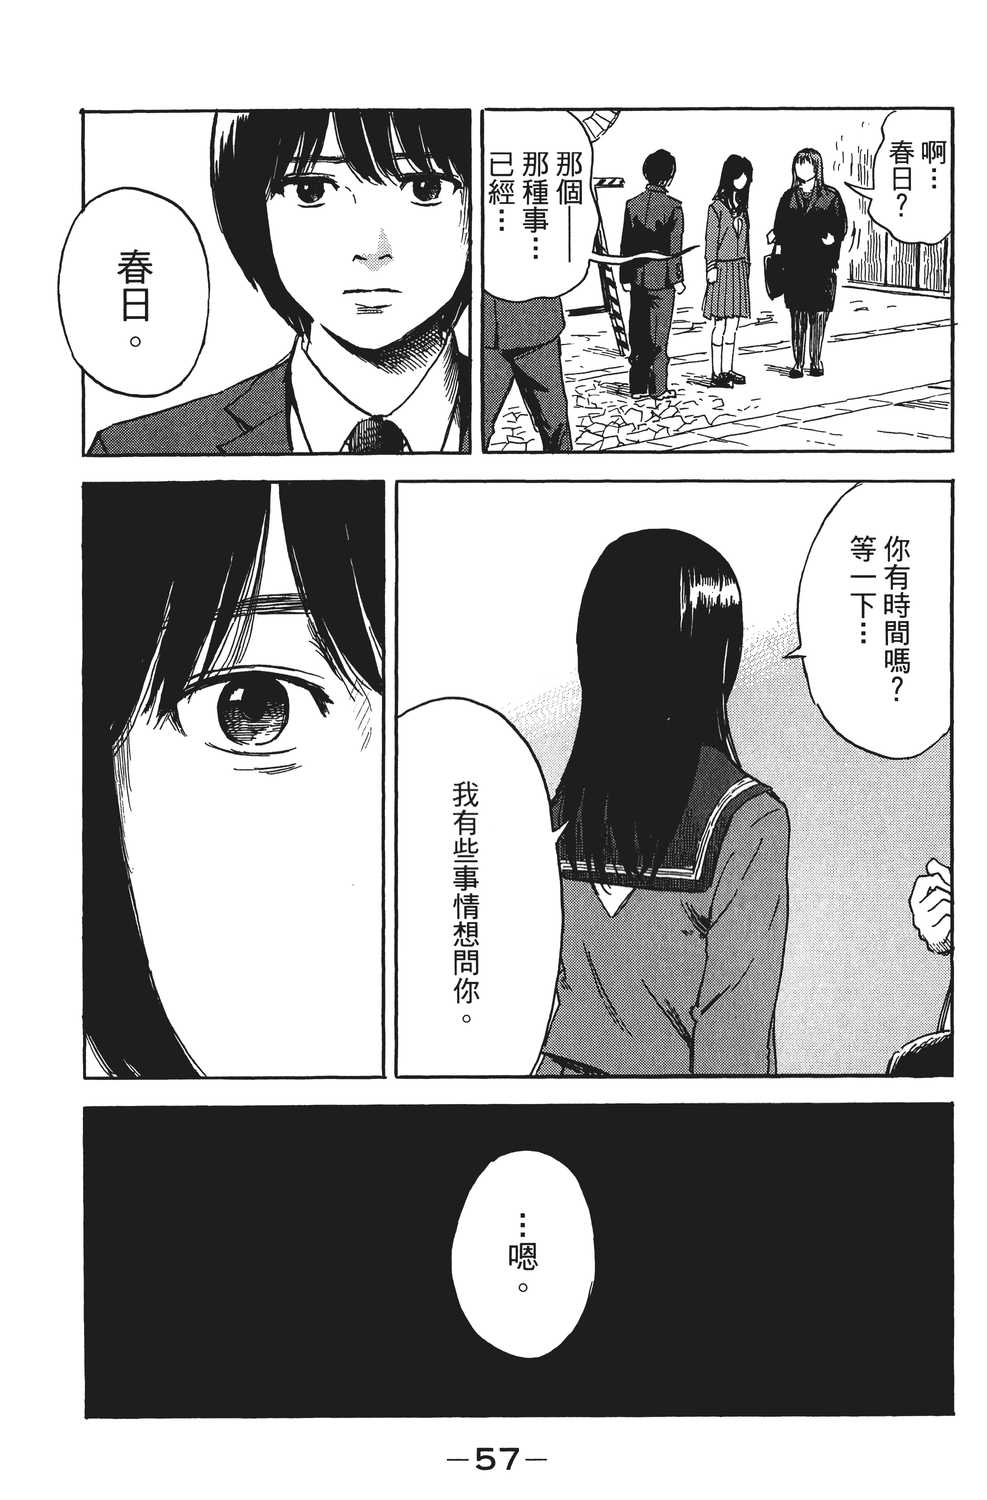 啊⋯
春日?
那個──
那種事⋯
已經⋯
春日。
你有時間嗎?
等一下⋯
我有些事情想問你。
⋯嗯。
－57－